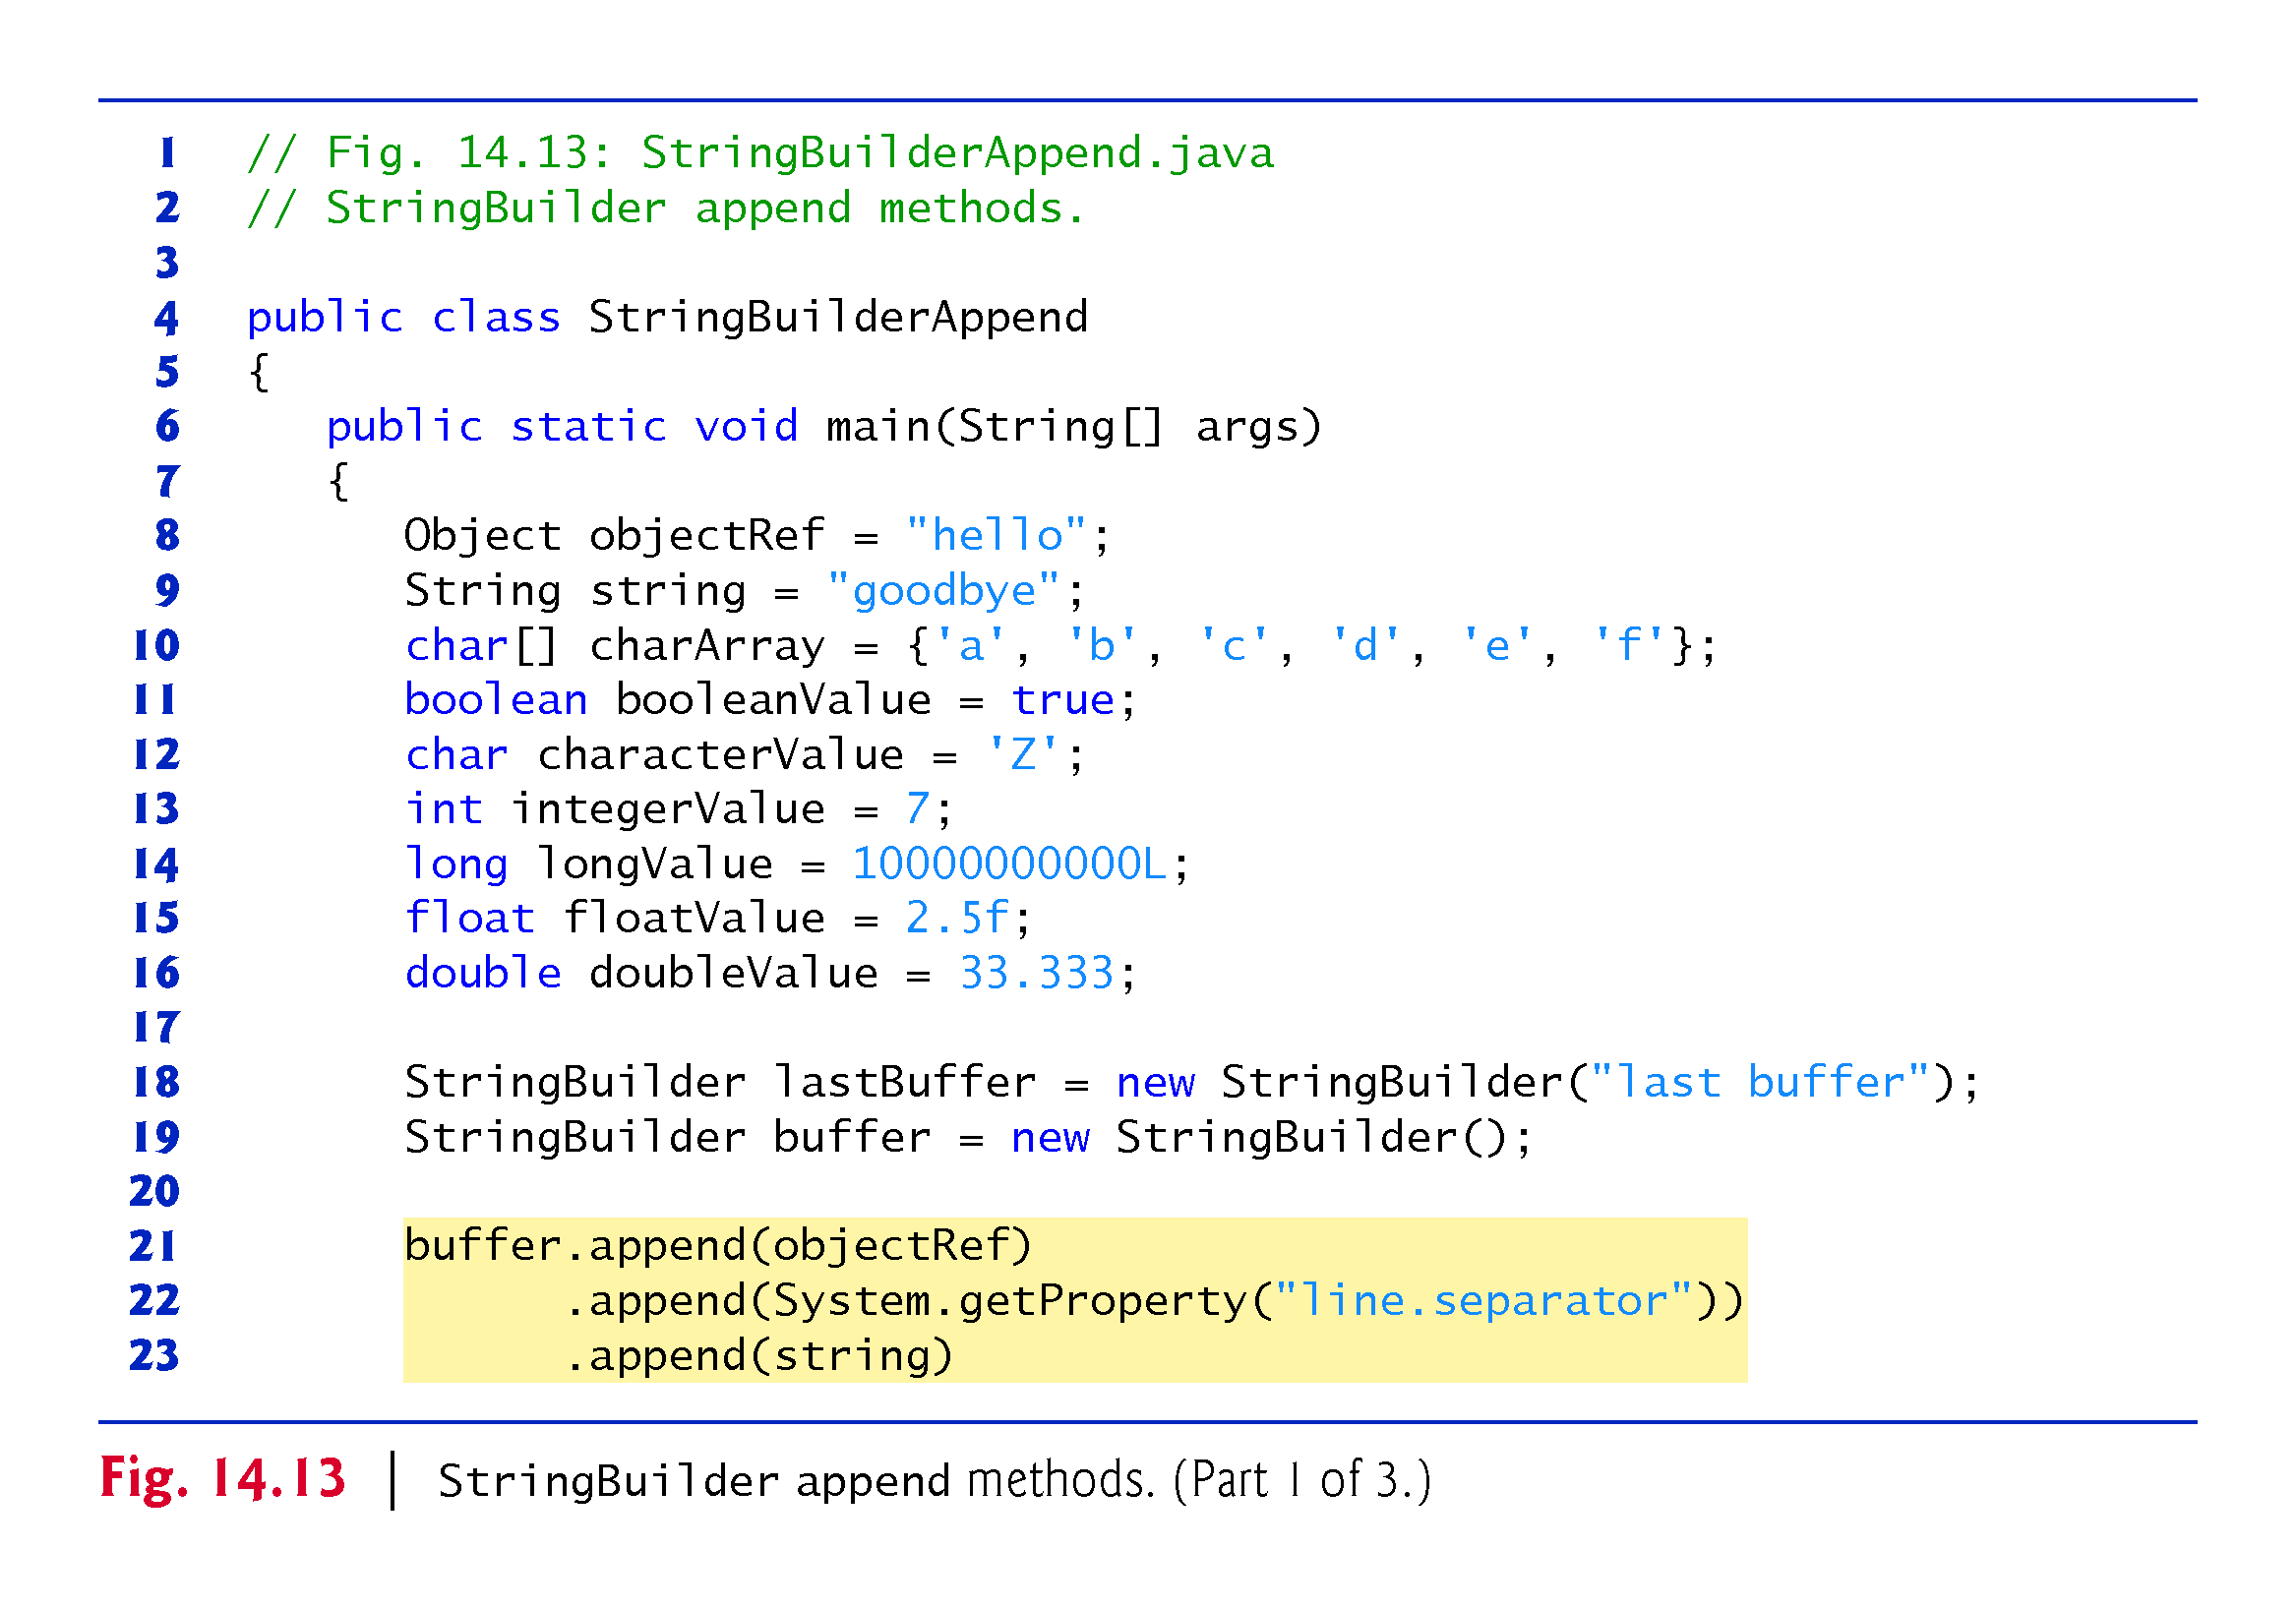 1 // Fig. 14.13: StringBuilderAppend.java
2 // StringBuilder append methods.
3
4 public class StringBuilderAppend
5 {
6    public static void main(String[] args)
7    {
8       Object objectRef = "hello";
9       String string = "goodbye";
10       char[] charArray = {'a', 'b', 'c', 'd', 'e', 'f'};
11       boolean booleanValue = true;
12       char characterValue = 'Z';
13       int integerValue = 7;
14       long longValue = 10000000000L;
15       float floatValue = 2.5f;
16       double doubleValue = 33.333;
17
18       StringBuilder lastBuffer = new StringBuilder("last buffer");
19       StringBuilder buffer = new StringBuilder();
20
21       buffer.append(objectRef)
22             .append(System.getProperty("line.separator"))
23             .append(string)
Fig. 14.13 | StringBuilder append methods. (Part 1 of 3.)